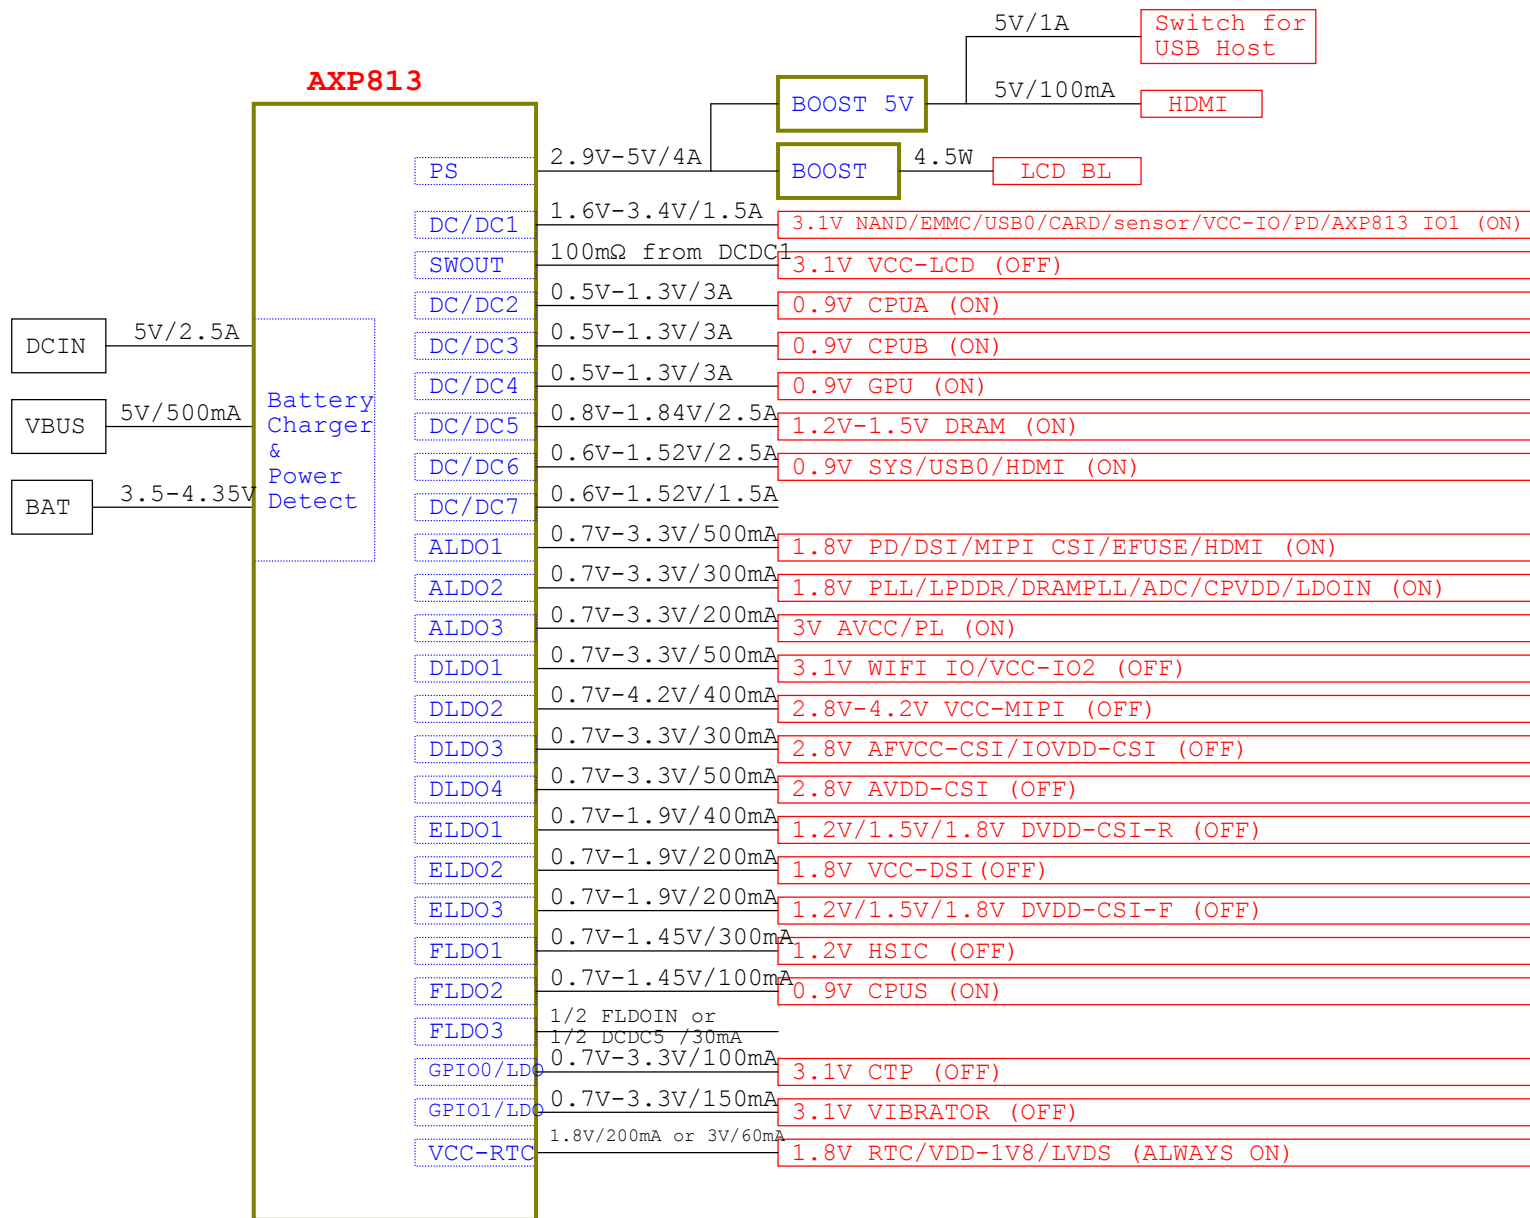 5V/1A
Switch for
USB Host
AXP813
BOOST 5V
5V/100mA
HDMI
PS
2.9V-5V/4A
BOOST
4.5W
LCD BL
DC/DC1
1.6V-3.4V/1.5A
3.1V NAND/EMMC/USB0/CARD/sensor/VCC-IO/PD/AXP813 IO1 (ON)
SWOUT
100mΩ from DCDC1
3.1V VCC-LCD (OFF)
DC/DC2
0.5V-1.3V/3A
0.9V CPUA (ON)
DCIN
5V/2.5A
DC/DC3
0.5V-1.3V/3A
0.9V CPUB (ON)
DC/DC4
0.5V-1.3V/3A
0.9V GPU (ON)
VBUS
5V/500mA
Battery
Charger
&
Power
Detect
DC/DC5
0.8V-1.84V/2.5A
1.2V-1.5V DRAM (ON)
DC/DC6
0.6V-1.52V/2.5A
0.9V SYS/USB0/HDMI (ON)
BAT
3.5-4.35V
DC/DC7
0.6V-1.52V/1.5A
ALDO1
0.7V-3.3V/500mA
1.8V PD/DSI/MIPI CSI/EFUSE/HDMI (ON)
ALDO2
0.7V-3.3V/300mA
1.8V PLL/LPDDR/DRAMPLL/ADC/CPVDD/LDOIN (ON)
ALDO3
0.7V-3.3V/200mA
3V AVCC/PL (ON)
DLDO1
0.7V-3.3V/500mA
3.1V WIFI IO/VCC-IO2 (OFF)
DLDO2
0.7V-4.2V/400mA
2.8V-4.2V VCC-MIPI (OFF)
DLDO3
0.7V-3.3V/300mA
2.8V AFVCC-CSI/IOVDD-CSI (OFF)
DLDO4
0.7V-3.3V/500mA
2.8V AVDD-CSI (OFF)
ELDO1
0.7V-1.9V/400mA
1.2V/1.5V/1.8V DVDD-CSI-R (OFF)
ELDO2
0.7V-1.9V/200mA
1.8V VCC-DSI(OFF)
ELDO3
0.7V-1.9V/200mA
1.2V/1.5V/1.8V DVDD-CSI-F (OFF)
FLDO1
0.7V-1.45V/300mA
1.2V HSIC (OFF)
FLDO2
0.7V-1.45V/100mA
0.9V CPUS (ON)
FLDO3
1/2 FLDOIN or
1/2 DCDC5 /30mA
GPIO0/LDO
0.7V-3.3V/100mA
3.1V CTP (OFF)
GPIO1/LDO
0.7V-3.3V/150mA
3.1V VIBRATOR (OFF)
VCC-RTC
1.8V/200mA or 3V/60mA
1.8V RTC/VDD-1V8/LVDS (ALWAYS ON)